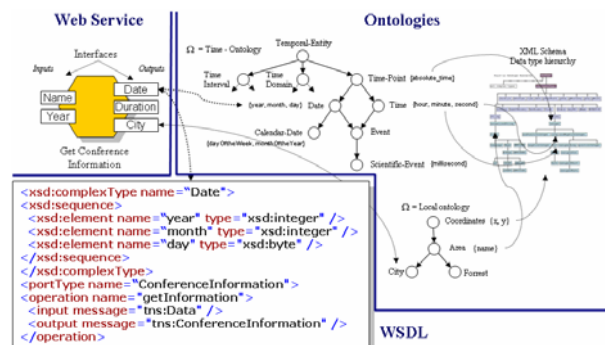 Web Service
Ontologies
Interfaces
Inputs
Outputs
Name
Year
Date
Duration
City
Get Conference
Information
Ω = Time - Ontology
Temporal-Entity
Time
Interval
Time
Domain
Time-Point {absolute_time}
{year, month, day}
Date
Time {hour, minute, second}
Calendar-Date
{dayOftheWeek, monthOftheYear}
Event
Scientific-Event {millisecond}
XML Schema
Data type hierarchy
Ω = Local ontology
Coordinates {x, y}
Area {name}
City
Forrest
<xsd:complexType name="Date">
<xsd:sequence>
<xsd:element name="year" type="xsd:integer" />
<xsd:element name="month" type="xsd:integer" />
<xsd:element name="day" type="xsd:byte" />
</xsd:sequence>
</xsd:complexType>
<portType name="ConferenceInformation">
<operation name="getInformation">
<input message="tns:Data" />
<output message="tns:ConferenceInformation" />
</operation>
WSDL